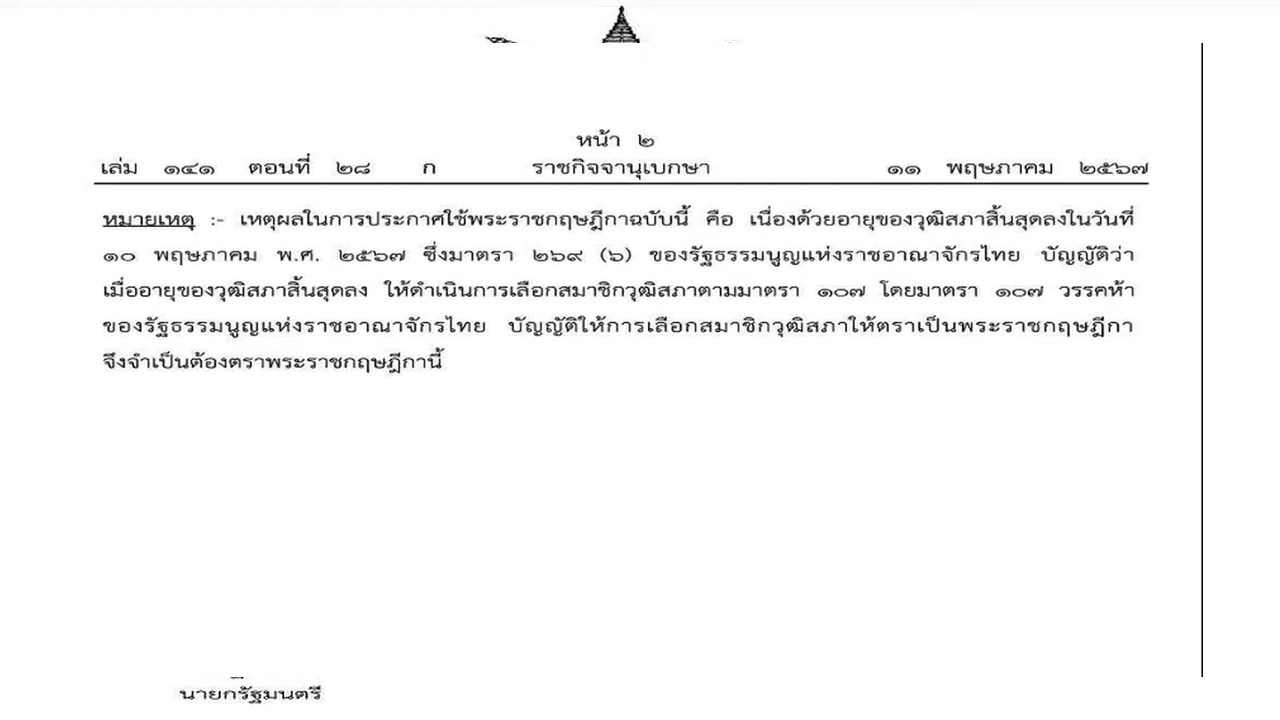 หน้า ๒
เล่ม ๑๔๑ ตอนที่ ๒๘ ก ราชกิจจานุเบกษา ๑๑ พฤษภาคม ๒๕๖๗
หมายเหตุ :- เหตุผลในการประกาศใช้พระราชกฤษฎีกาฉบับนี้ คือ เนื่องด้วยอายุของวุฒิสภาสิ้นสุดลงในวันที่
๑๐ พฤษภาคม พ.ศ. ๒๕๖๗ ซึ่งมาตรา ๒๖๙ (๖) ของรัฐธรรมนูญแห่งราชอาณาจักรไทย บัญญัติว่า
เมื่ออายุของวุฒิสภาสิ้นสุดลง ให้ดำเนินการเลือกสมาชิกวุฒิสภาตามมาตรา ๑๐๗ โดยมาตรา ๑๐๗ วรรคห้า
ของรัฐธรรมนูญแห่งราชอาณาจักรไทย บัญญัติให้การเลือกสมาชิกวุฒิสภาให้ตราเป็นพระราชกฤษฎีกา
จึงจำเป็นต้องตราพระราชกฤษฎีกานี้
นายกรัฐมนตรี